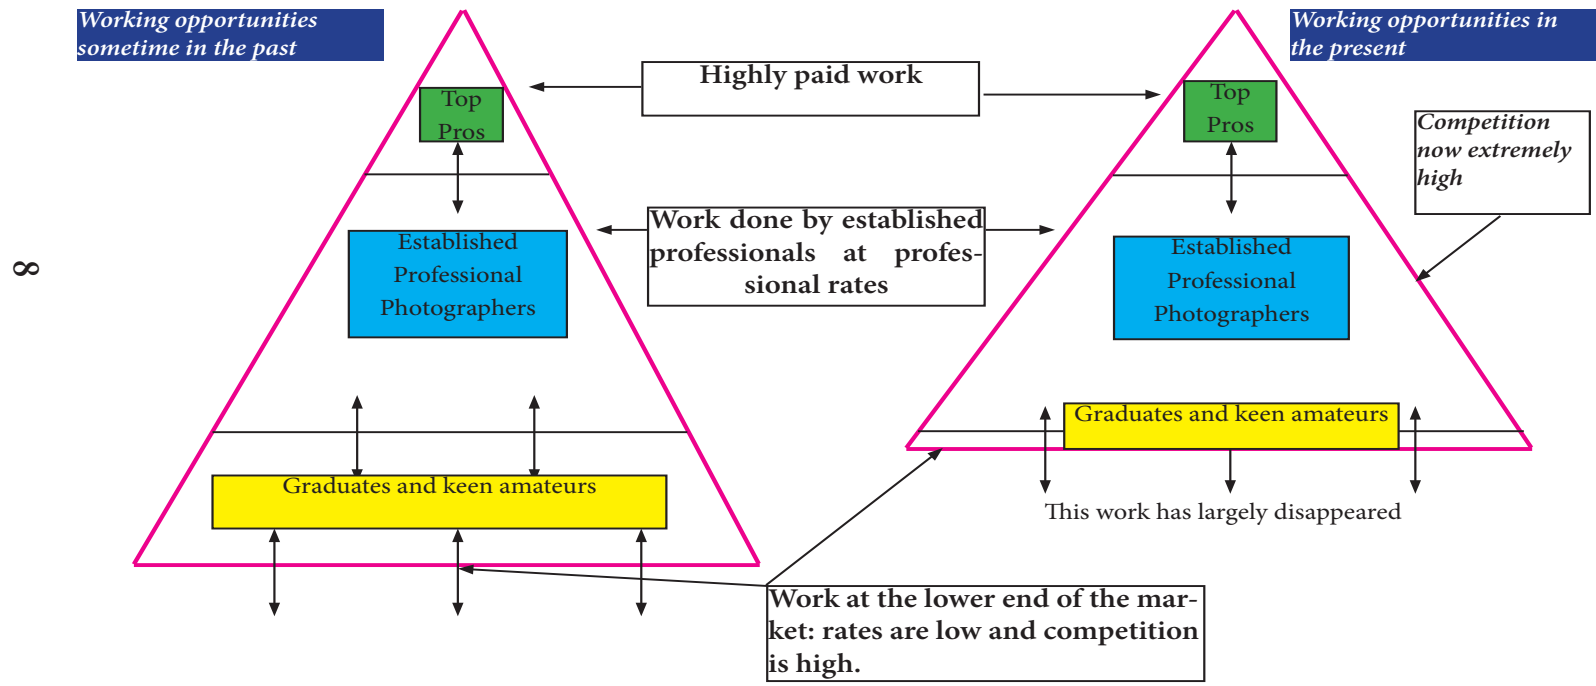 Working opportunities
sometime in the past
Working opportunities in
the present
Highly paid work
Top
Pros
Top
Pros
Competition
now extremely
high
Work done by established
professionals at profes-
sional rates
Established
Professional
Photographers
Established
Professional
Photographers
8
Graduates and keen amateurs
Graduates and keen amateurs
This work has largely disappeared
Work at the lower end of the mar-
ket: rates are low and competition
is high.